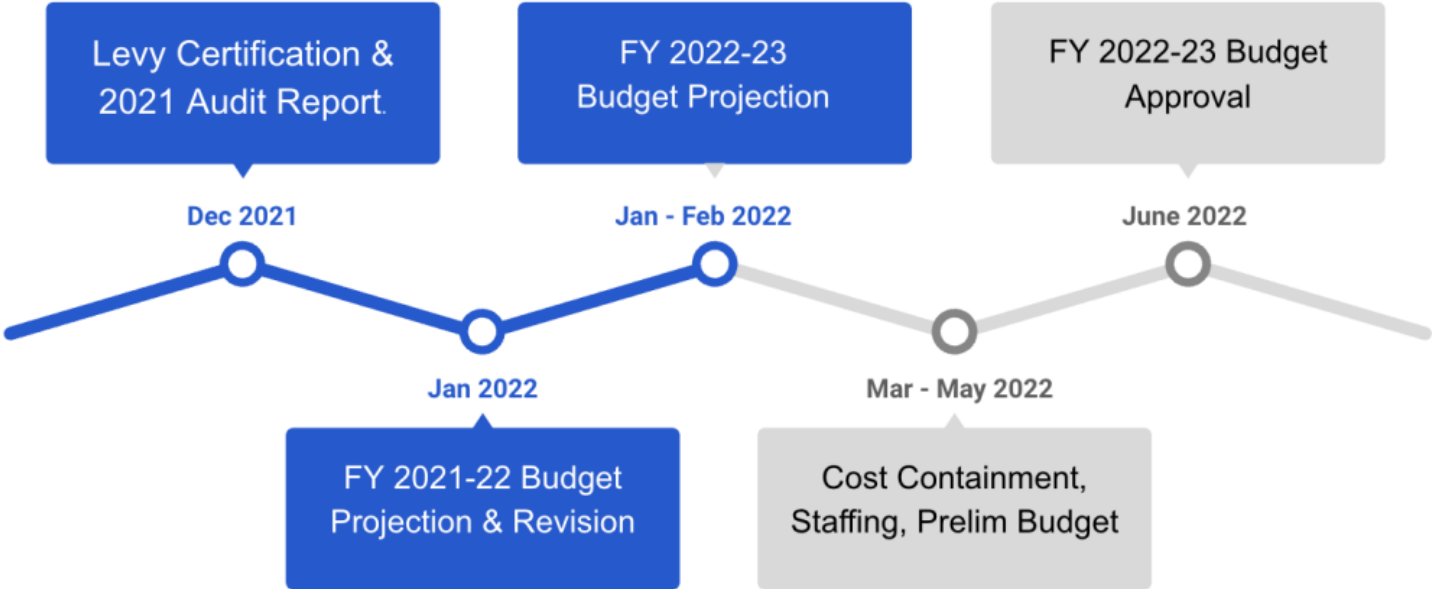 Levy Certification &
2021 Audit Report.
Dec 2021
Jan 2022
FY 2021-22 Budget
Projection & Revision
FY 2022-23
Budget Projection
Jan - Feb 2022
Mar - May 2022
Cost Containment,
Staffing, Prelim Budget
FY 2022-23 Budget
Approval
June 2022